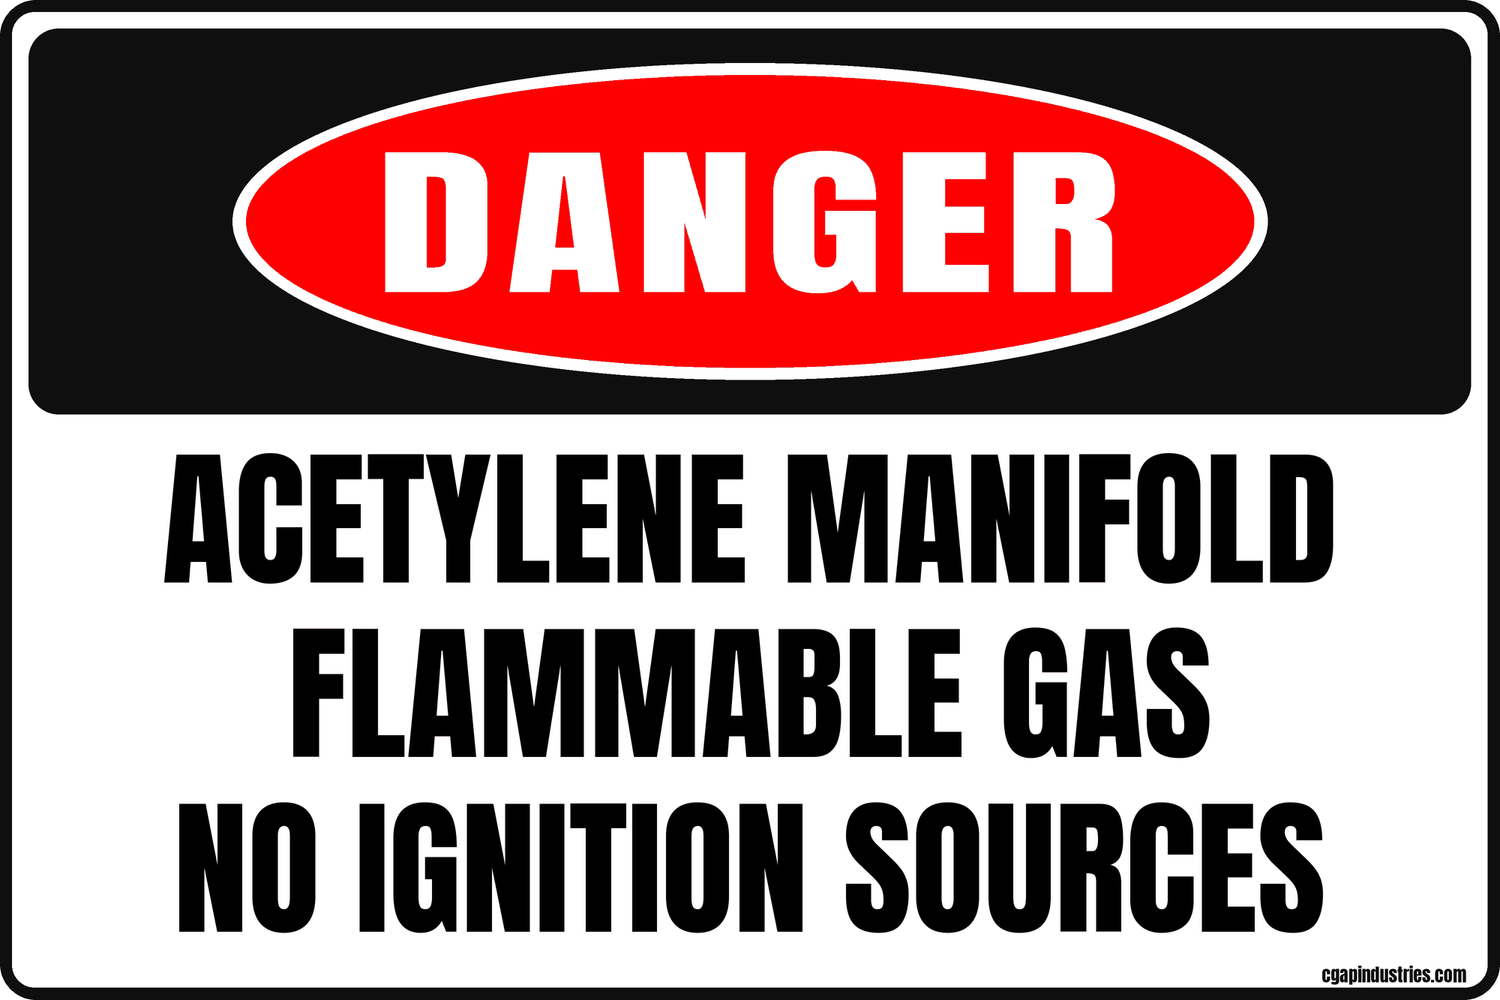 DANGER
ACETYLENE MANIFOLD
FLAMMABLE GAS
NO IGNITION SOURCES
cgapindustries.com